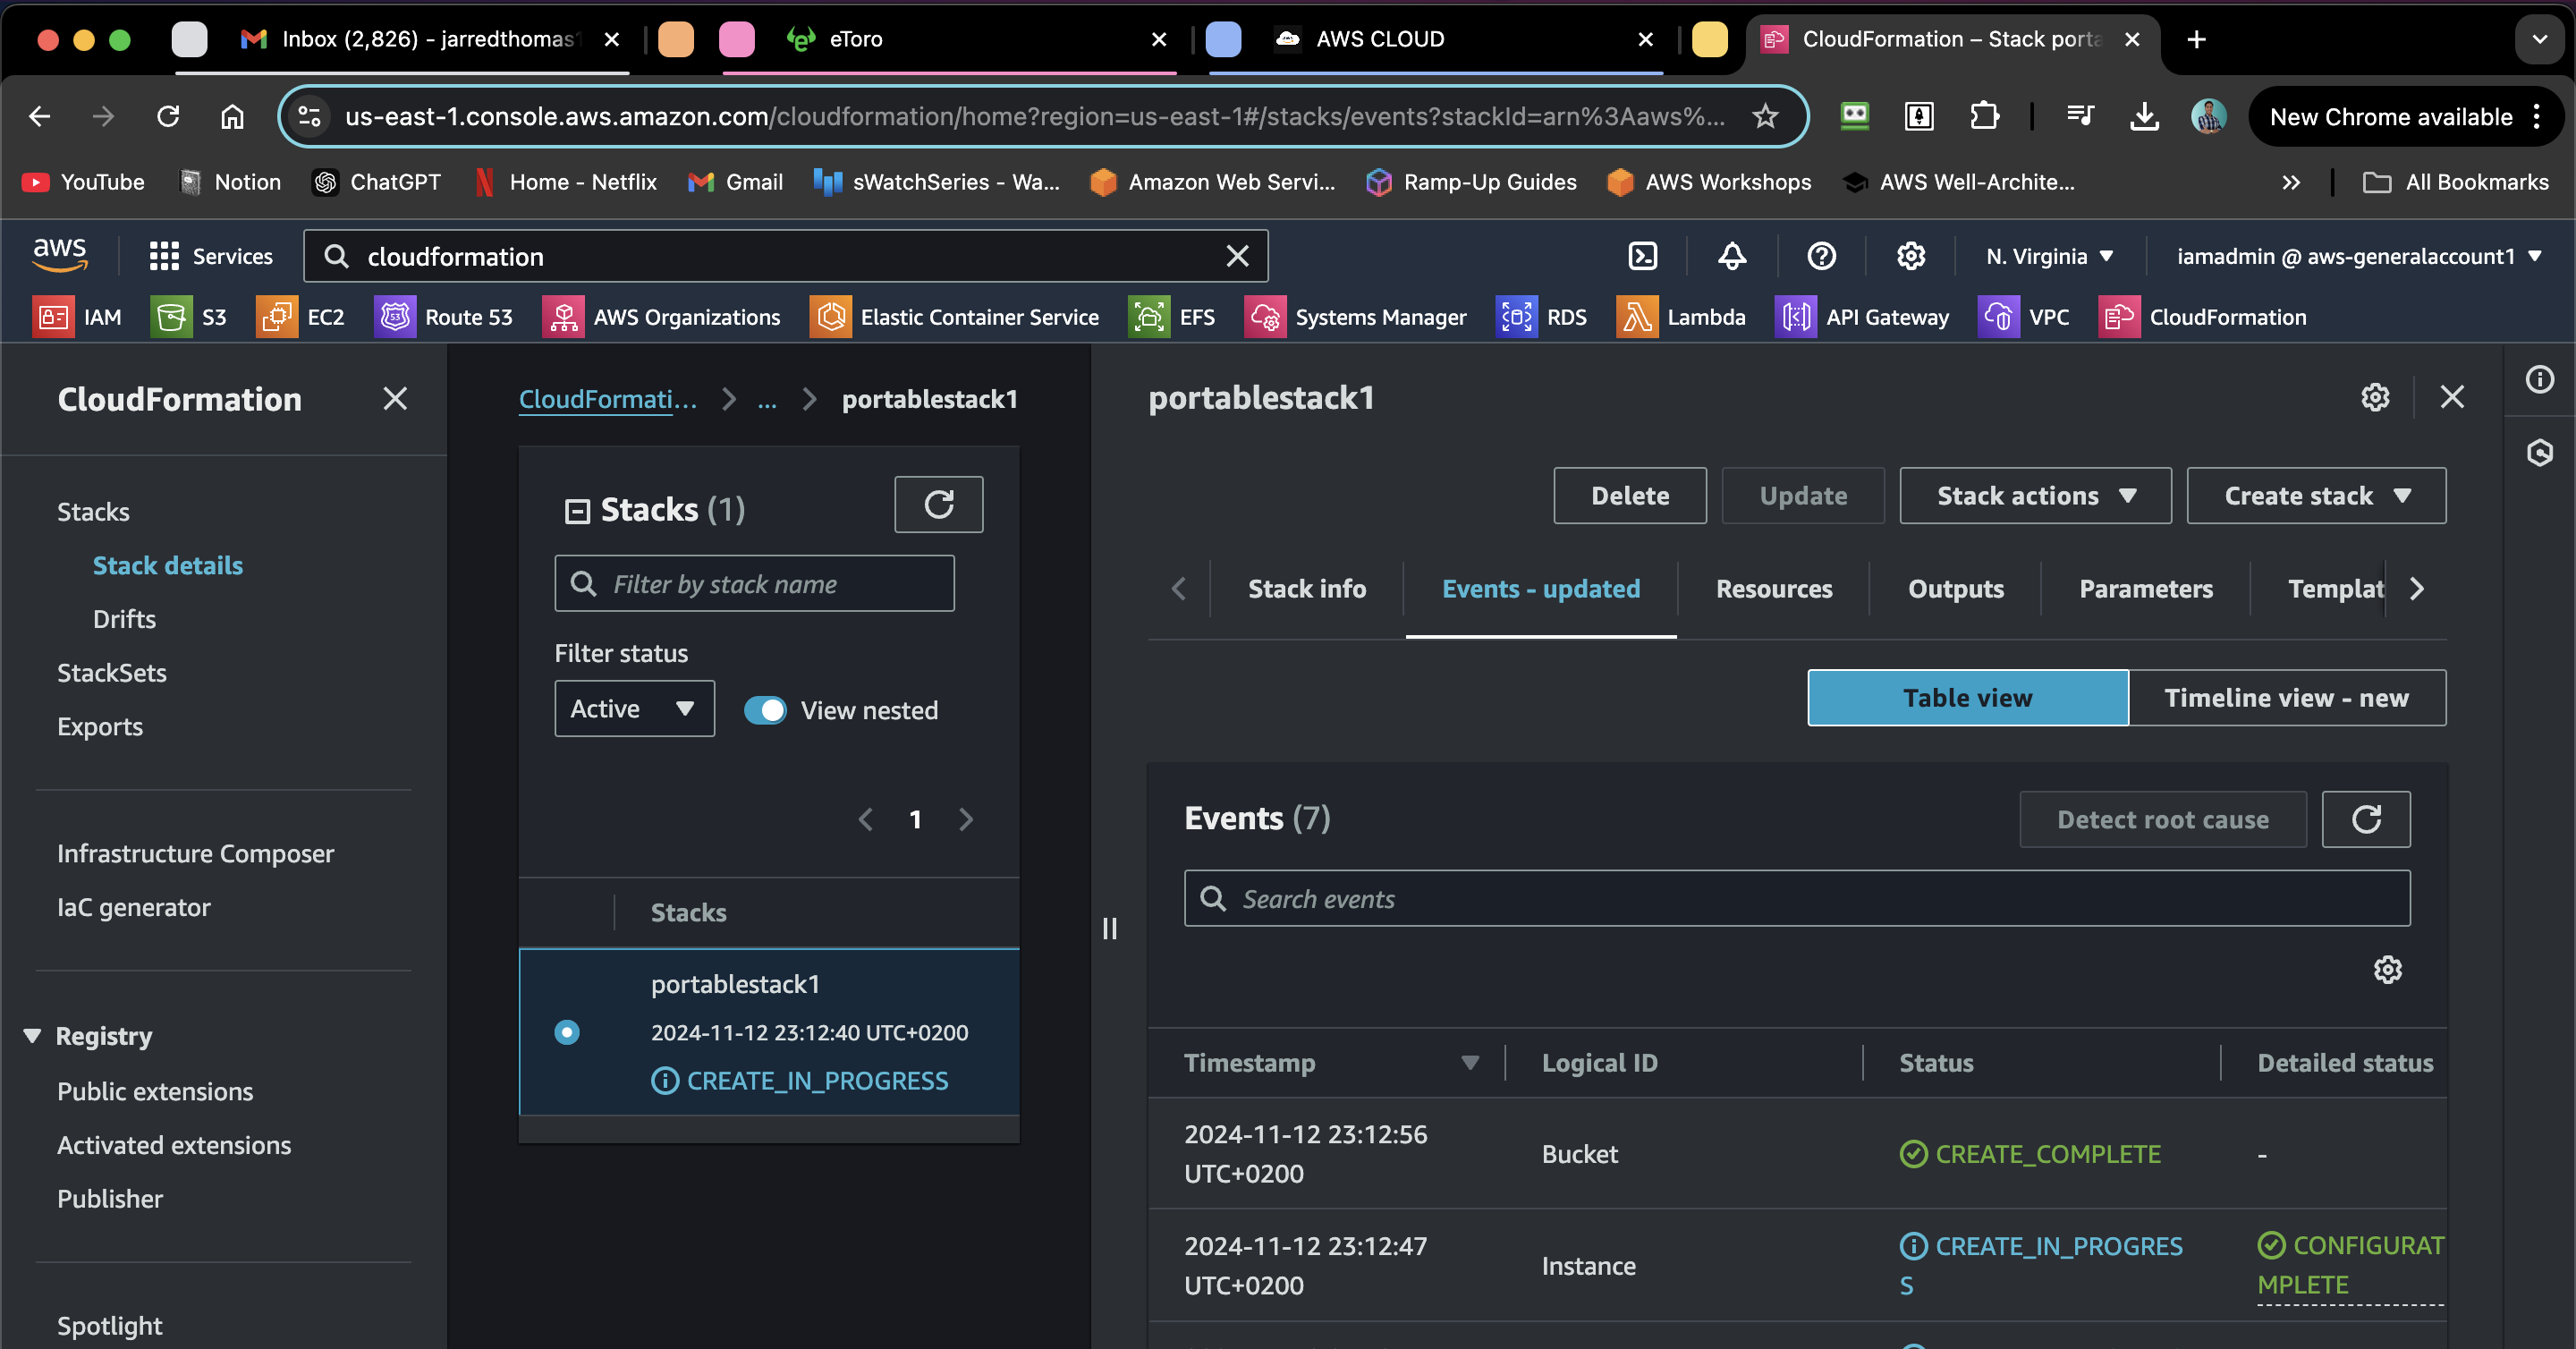 Inbox (2,826) - jarredthomas1
eToro
AWS CLOUD
CloudFormation – Stack porta
us-east-1.console.aws.amazon.com/cloudformation/home?region=us-east-1#/stacks/events?stackId=arn%3Aaws%...
New Chrome available
YouTube
Notion
ChatGPT
Home - Netflix
Gmail
sWatchSeries - Wa...
Amazon Web Servi...
Ramp-Up Guides
AWS Workshops
AWS Well-Archite...
All Bookmarks
aws
Services
cloudformation
N. Virginia
iamadmin @ aws-generalaccount1
IAM
S3
EC2
Route 53
AWS Organizations
Elastic Container Service
EFS
Systems Manager
RDS
Lambda
API Gateway
VPC
CloudFormation
CloudFormation
Stacks
Stack details
Drifts
StackSets
Exports
Infrastructure Composer
IaC generator
Registry
Public extensions
Activated extensions
Publisher
Spotlight
CloudFormati...
...
portablestack1
Stacks (1)
Filter by stack name
Filter status
Active
View nested
1
Stacks
portablestack1
2024-11-12 23:12:40 UTC+0200
CREATE_IN_PROGRESS
portablestack1
Delete
Update
Stack actions
Create stack
Stack info
Events - updated
Resources
Outputs
Parameters
Templat
Table view
Timeline view - new
Events (7)
Detect root cause
Search events
Timestamp
Logical ID
Status
Detailed status
2024-11-12 23:12:56
UTC+0200
Bucket
CREATE_COMPLETE
-
2024-11-12 23:12:47
UTC+0200
Instance
CREATE_IN_PROGRES
S
CONFIGURAT
MPLETE